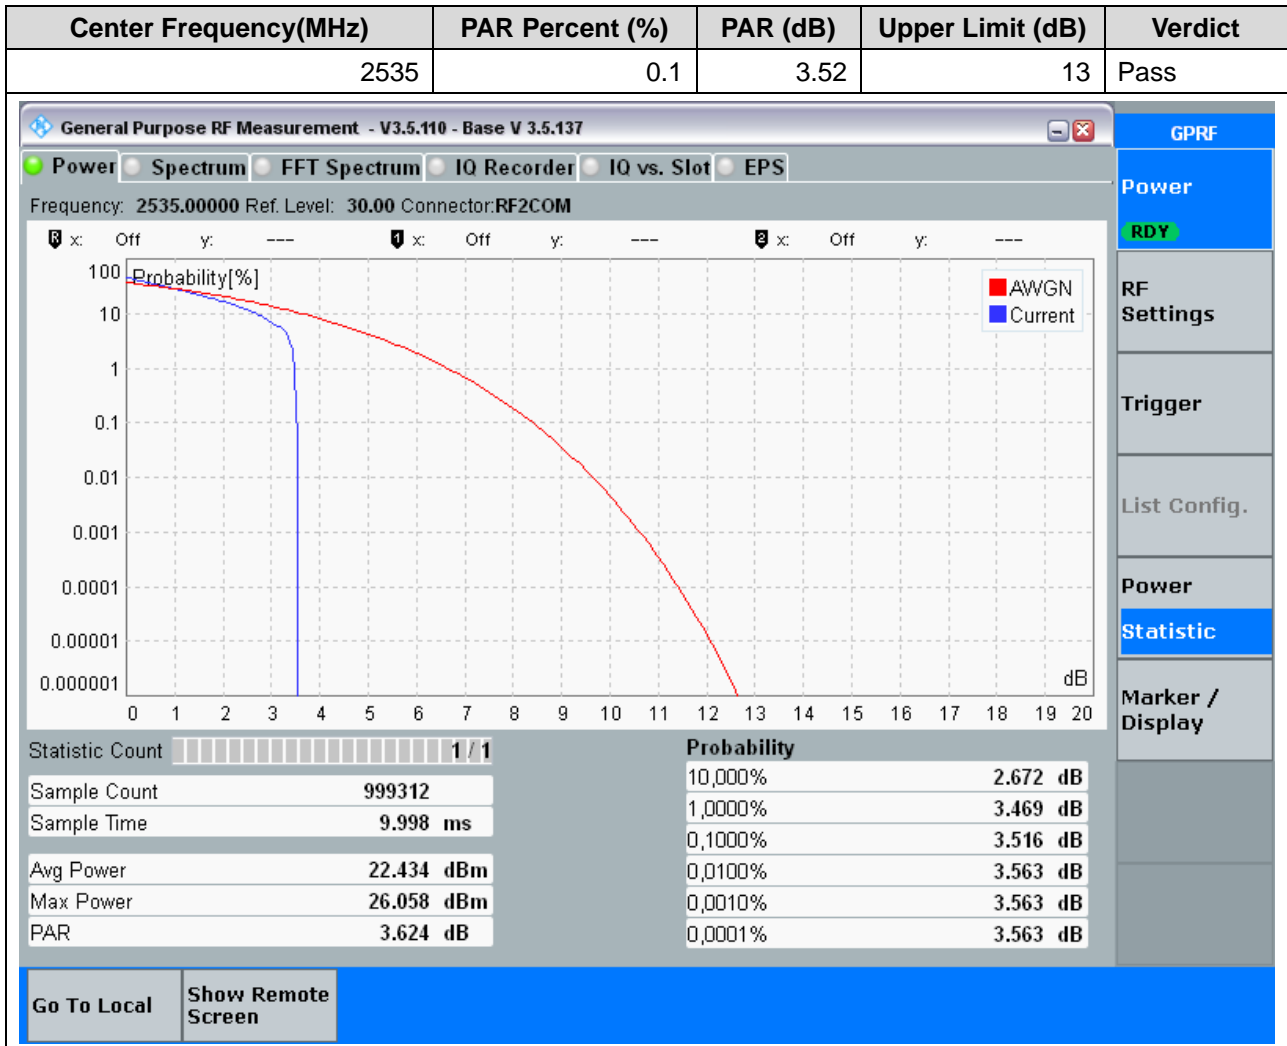 Center Frequency(MHz) PAR Percent (%) PAR (dB) Upper Limit (dB) Verdict
2535 0.1 3.52 13 Pass
General Purpose RF Measurement - V3.5.110 - Base V 3.5.137
GPRF
Power Spectrum FFT Spectrum IQ Recorder IQ vs. Slot EPS
Power
RDY
Frequency: 2535.00000 Ref. Level: 30.00 Connector:RF2COM
R x: Off y: --- 1 x: Off y: --- 2 x: Off y: ---
Probability[%]
AWGN
Current
100
10
1
0.1
0.01
0.001
0.0001
0.00001
0.000001
dB
0 1 2 3 4 5 6 7 8 9 10 11 12 13 14 15 16 17 18 19 20
RF
Settings
Trigger
List Config.
Power
Statistic
Marker /
Display
Statistic Count 1 / 1
Sample Count 999312
Sample Time 9.998 ms
Avg Power 22.434 dBm
Max Power 26.058 dBm
PAR 3.624 dB
Probability
10,000% 2.672 dB
1,0000% 3.469 dB
0,1000% 3.516 dB
0,0100% 3.563 dB
0,0010% 3.563 dB
0,0001% 3.563 dB
Go To Local
Show Remote
Screen